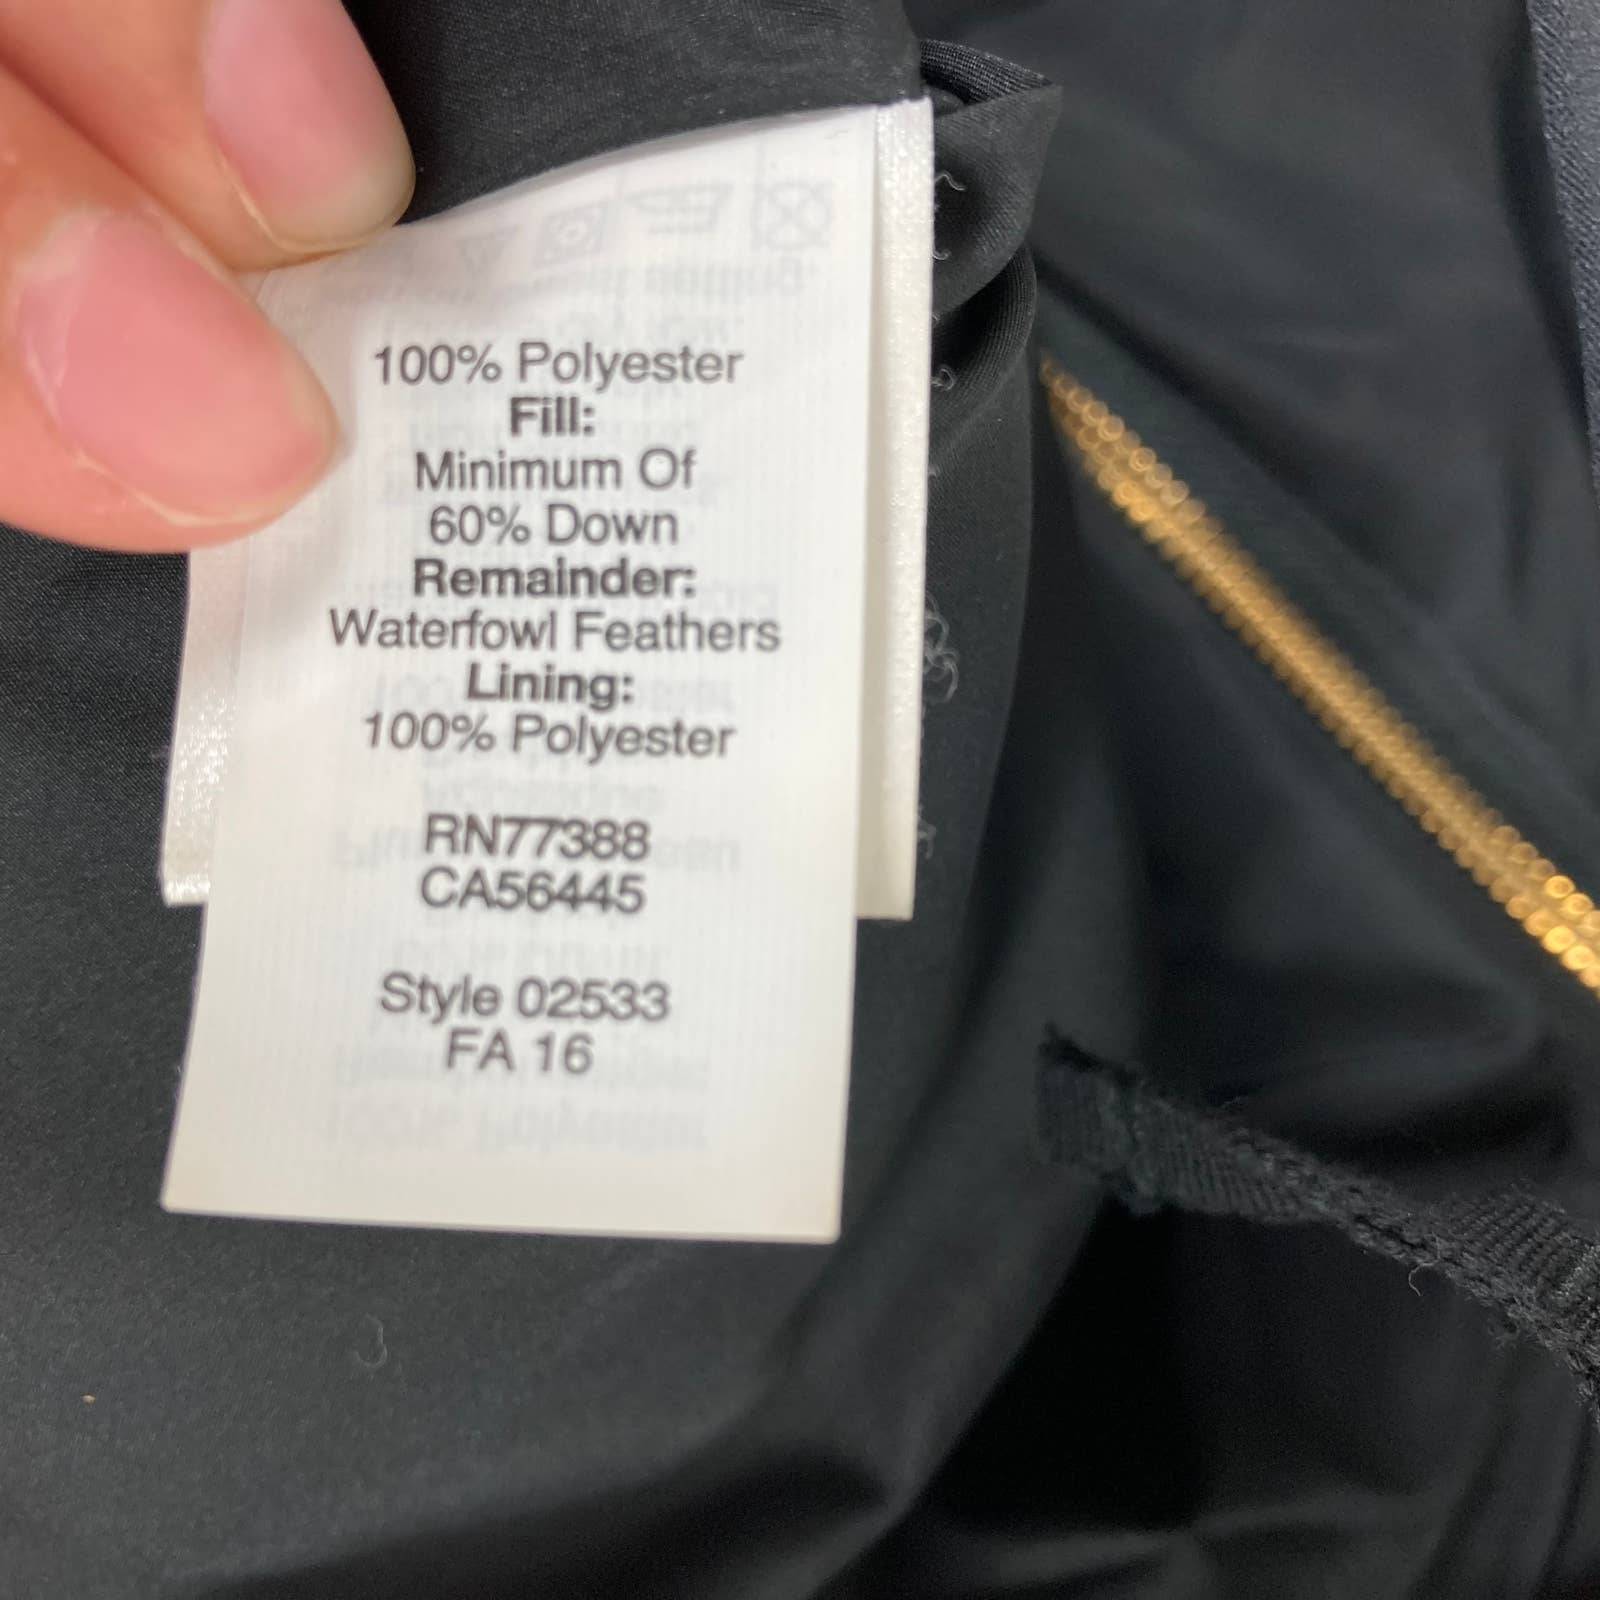 100% Polyester
Fill:
Minimum Of
60% Down
Remainder:
Waterfowl Feathers
Lining:
100% Polyester
RN77388
CA56445
Style 02533
FA 16